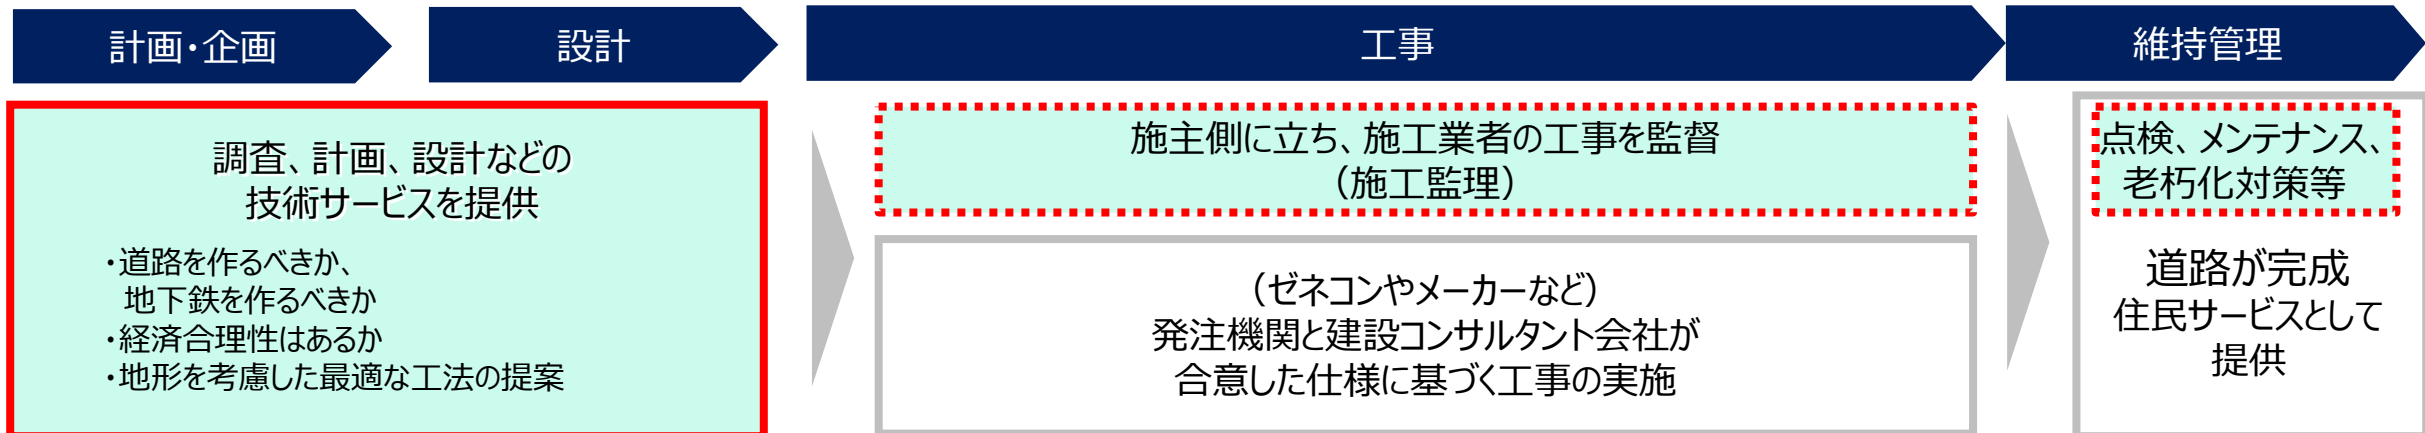 計画・企画
設計
工事
維持管理
調査、計画、設計などの
技術サービスを提供
・道路を作るべきか、
地下鉄を作るべきか
・経済合理性はあるか
・地形を考慮した最適な工法の提案
施主側に立ち、施工業者の工事を監督
（施工監理）
（ゼネコンやメーカーなど）
発注機関と建設コンサルタント会社が
合意した仕様に基づく工事の実施
点検、メンテナンス、
老朽化対策等
道路が完成
住民サービスとして
提供